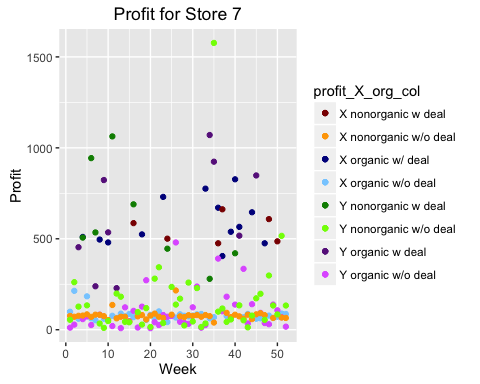 Profit for Store 7
1500
1000
500
0
Profit
0
10
20
30
40
50
Week
profit_X_org_col
X nonorganic w deal
X nonorganic w/o deal
X organic w/ deal
X organic w/o deal
Y nonorganic w deal
Y nonorganic w/o deal
Y organic w deal
Y organic w/o deal